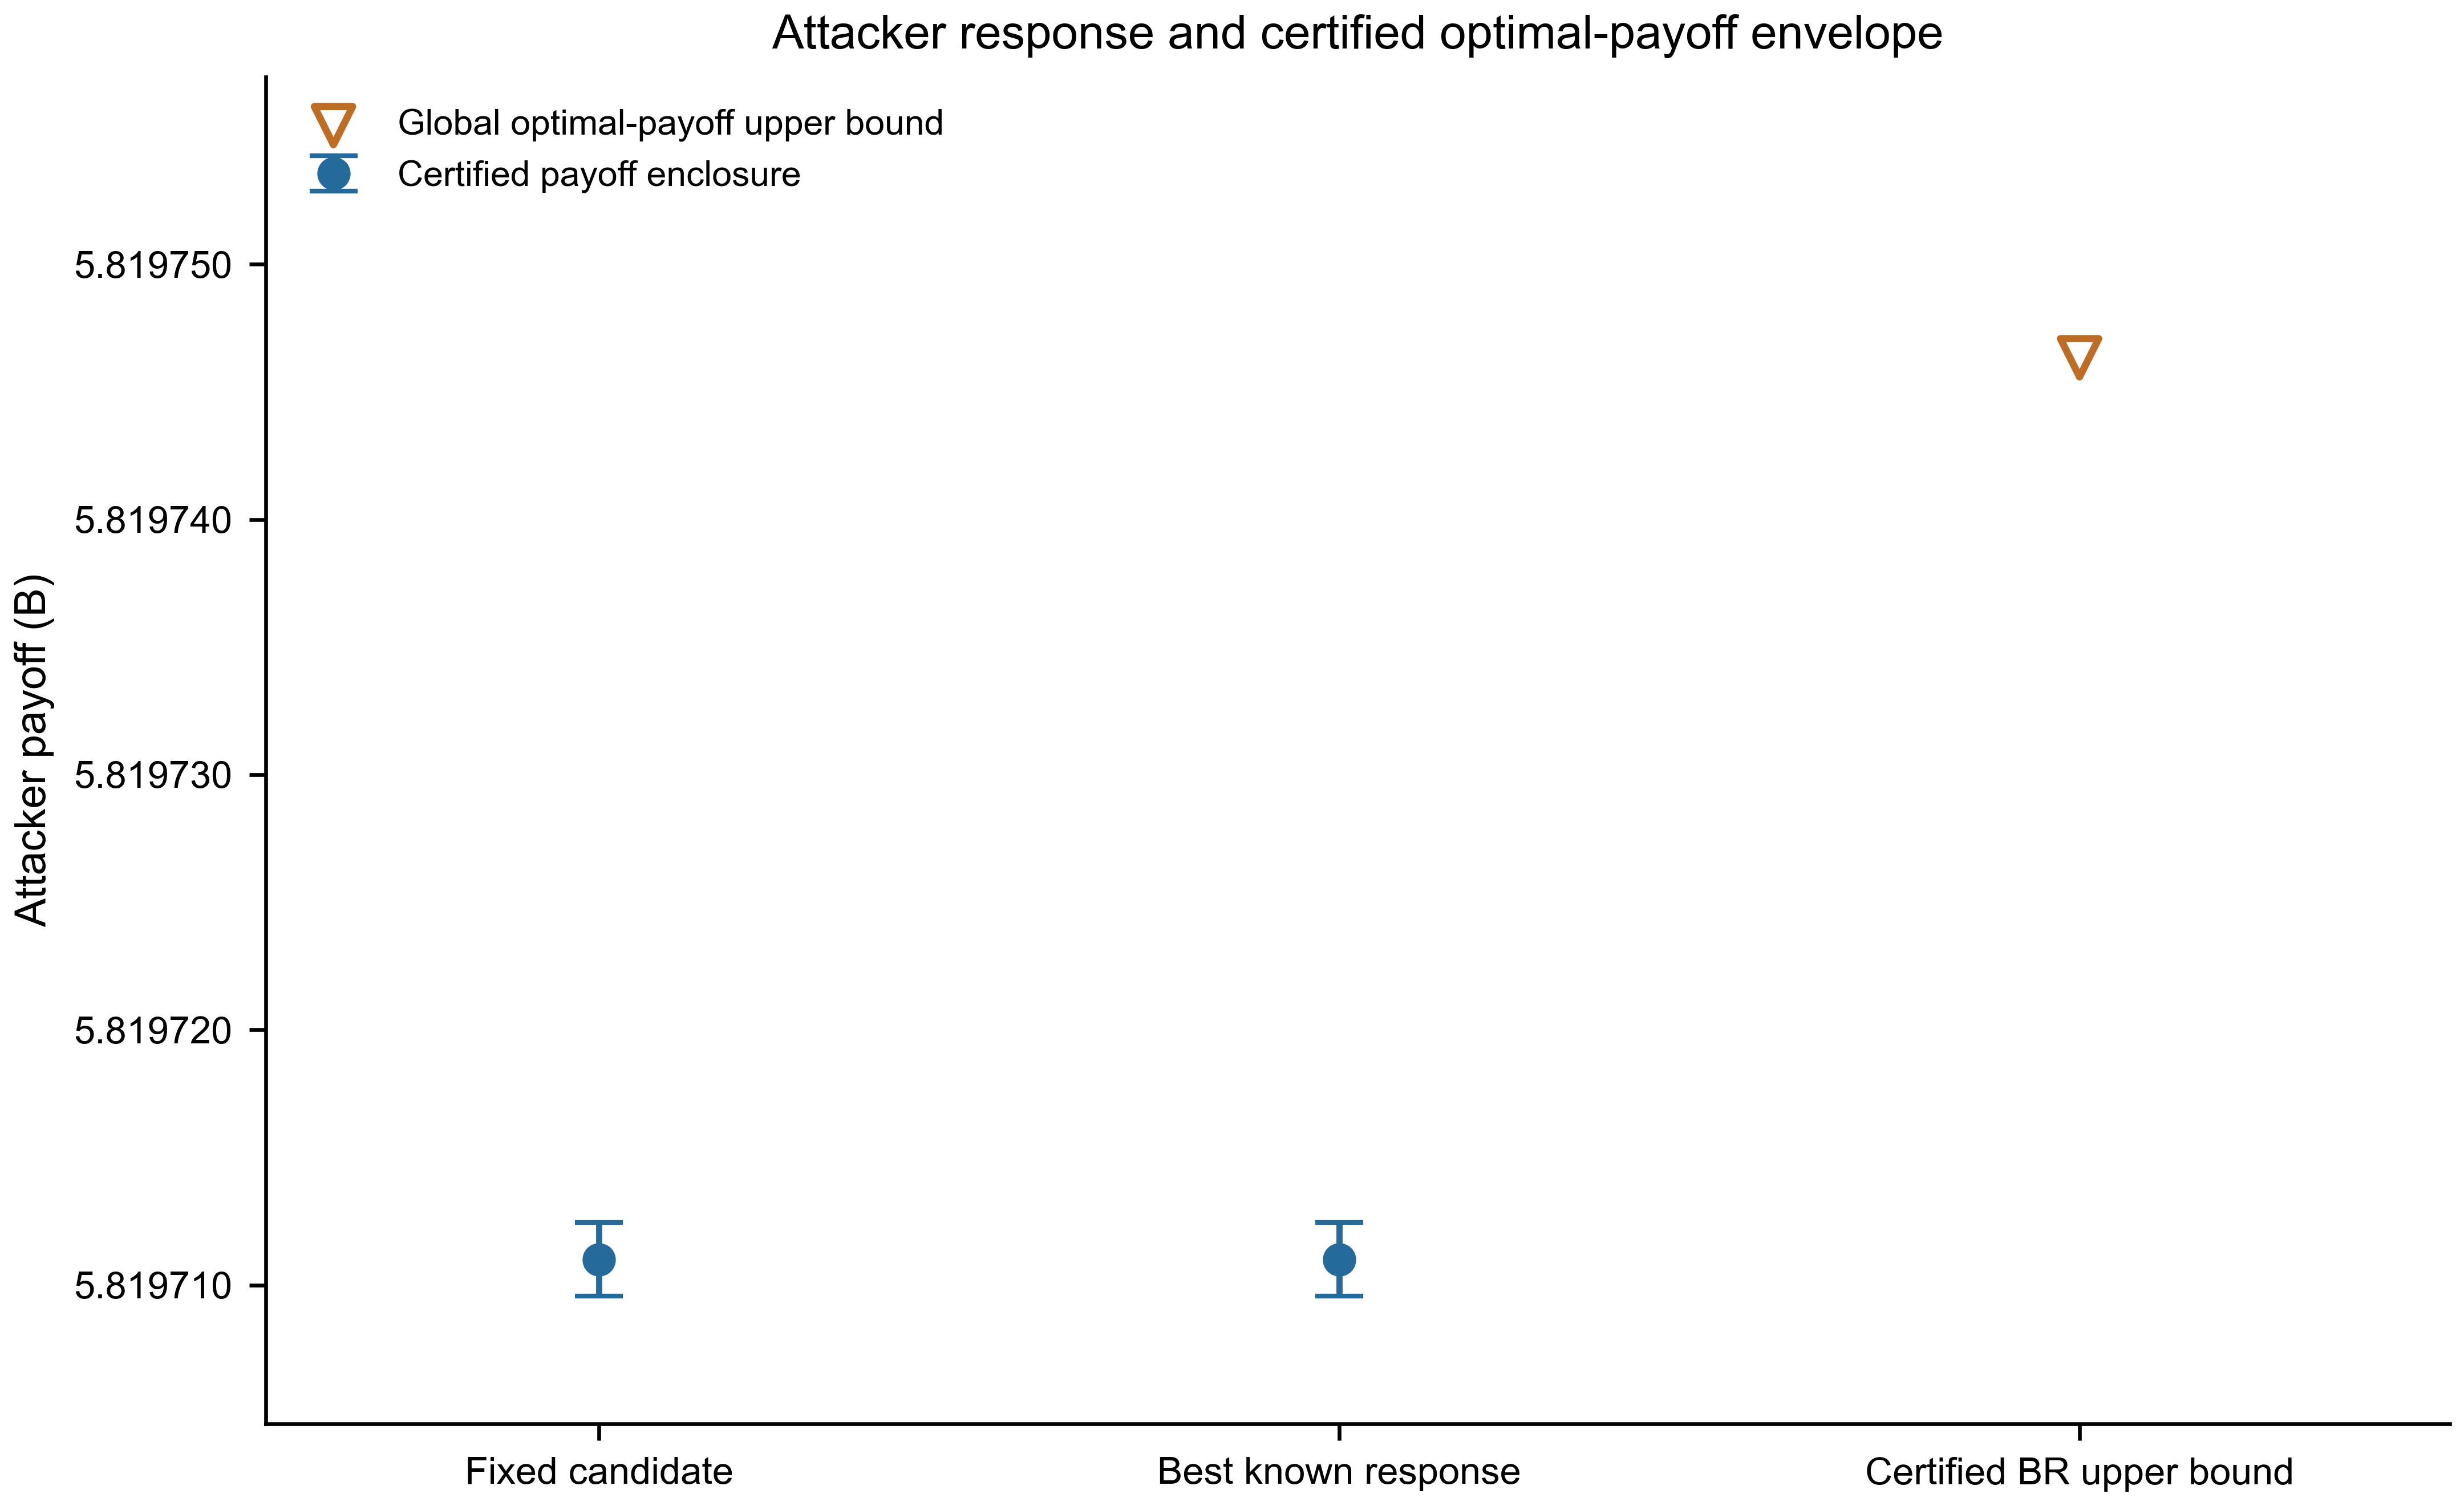 Attacker response and certified optimal-payoff envelope
Global optimal-payoff upper bound
Certified payoff enclosure
Attacker payoff (B)
5.819750
5.819740
5.819730
5.819720
5.819710
Fixed candidate
Best known response
Certified BR upper bound